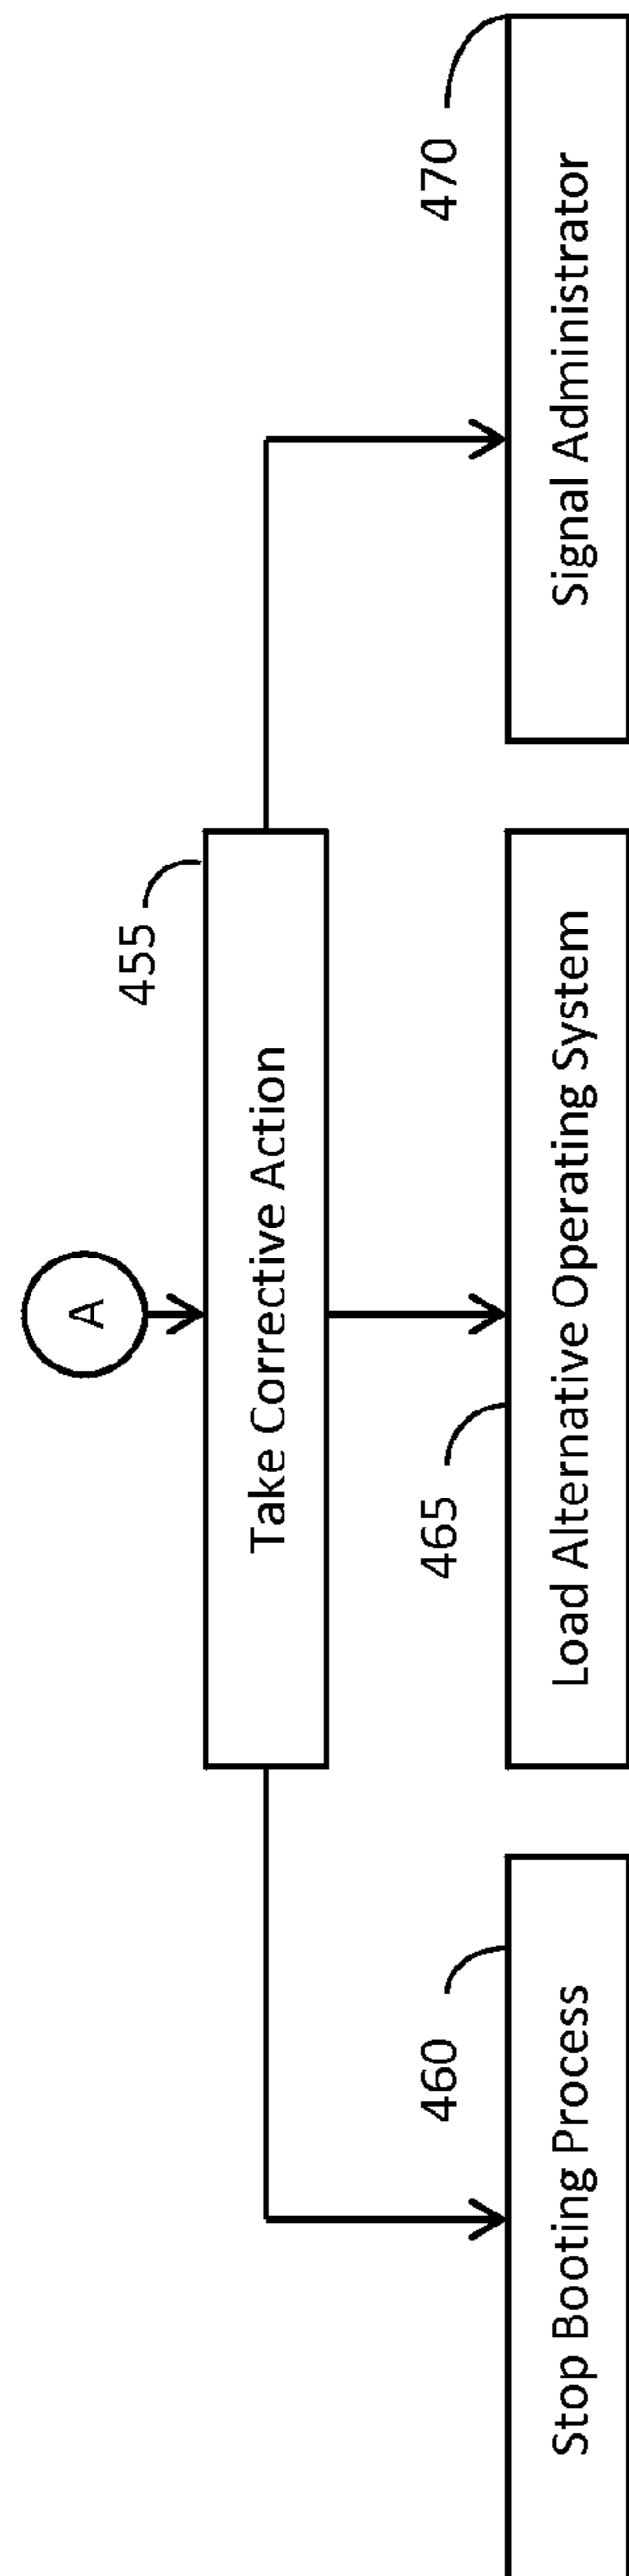 A
455
Take Corrective Action
460
465
470
Stop Booting Process
Load Alternative Operating System
Signal Administrator